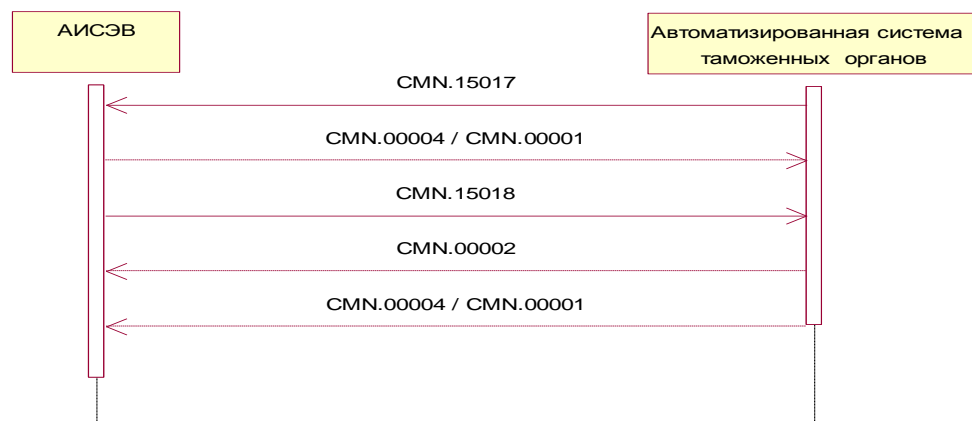 АИСЭВ
Автоматизированная система
таможенных органов
CMN.15017
CMN.00004 / CMN.00001
CMN.15018
CMN.00002
CMN.00004 / CMN.00001